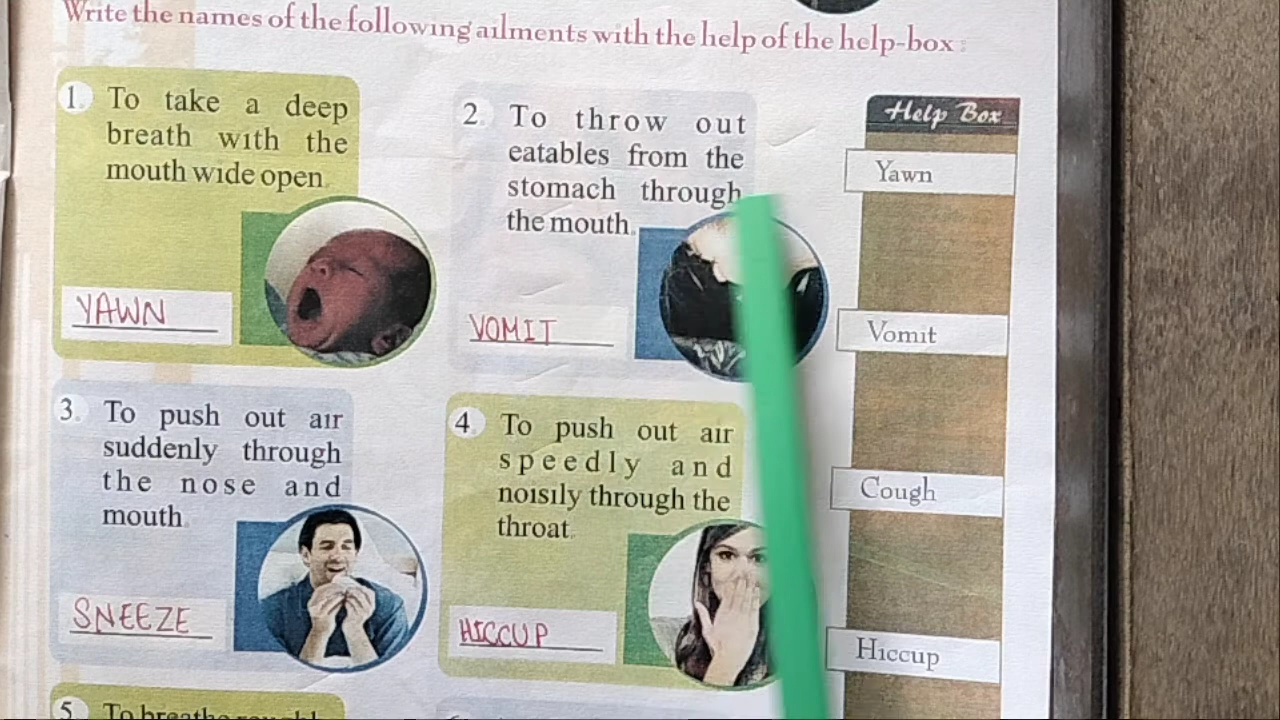 Write the names of the following ailments with the help of the help-box :
1. To take a deep
breath with the
mouth wide open.
YAWN
2. To throw out
eatables from the
stomach through
the mouth.
VOMIT
3. To push out air
suddenly through
the nose and
mouth.
SNEEZE
4. To push out air
speedly and
noisily through the
throat.
HICCUP
5. To breathe
Help Box
Yawn
Vomit
Cough
Hiccup